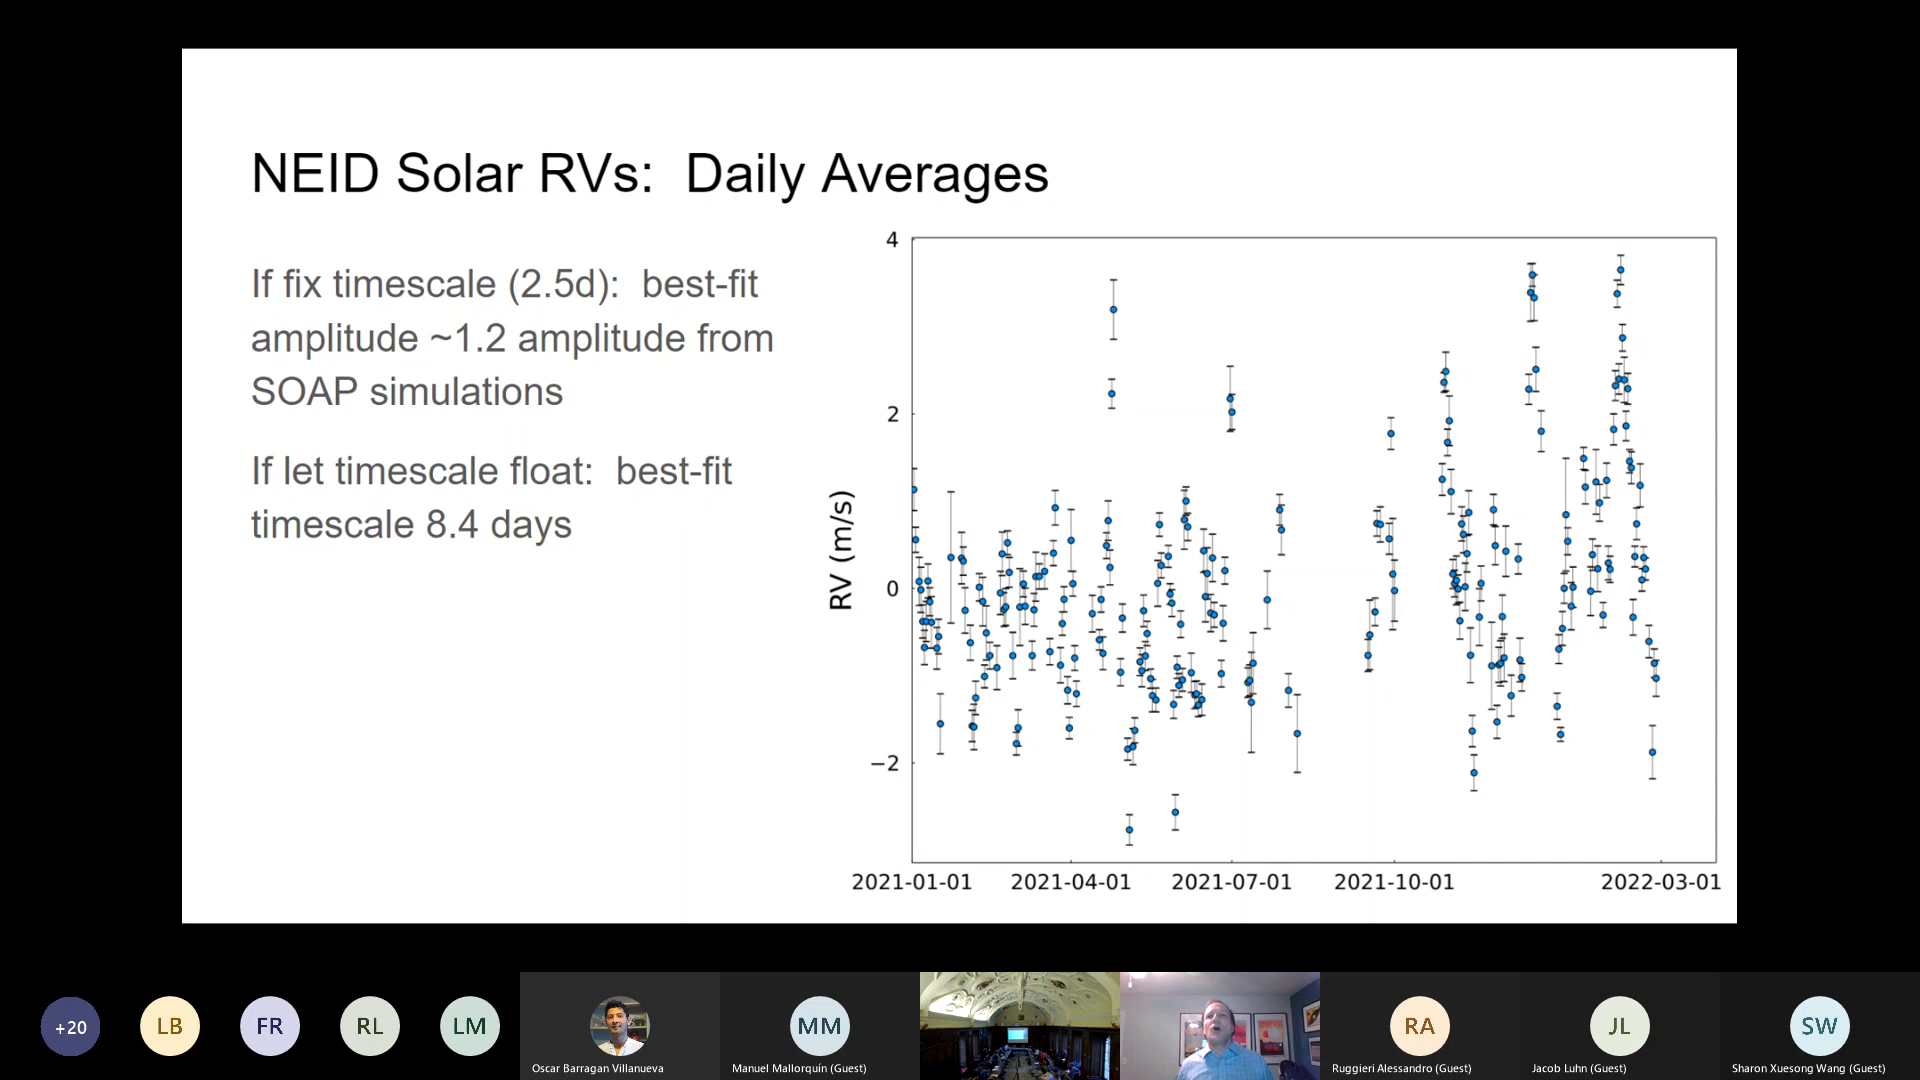 NEID Solar RVs: Daily Averages
If fix timescale (2.5d): best-fit
amplitude ~1.2 amplitude from
SOAP simulations
If let timescale float: best-fit
timescale 8.4 days
4
2
0
−2
RV (m/s)
2021-01-01
2021-04-01
2021-07-01
2021-10-01
2022-03-01
+20
LB
FR
RL
LM
MM
RA
JL
SW
Oscar Barragan Villanueva
Manuel Mallorquín (Guest)
Ruggieri Alessandro (Guest)
Jacob Luhn (Guest)
Sharon Xuesong Wang (Guest)